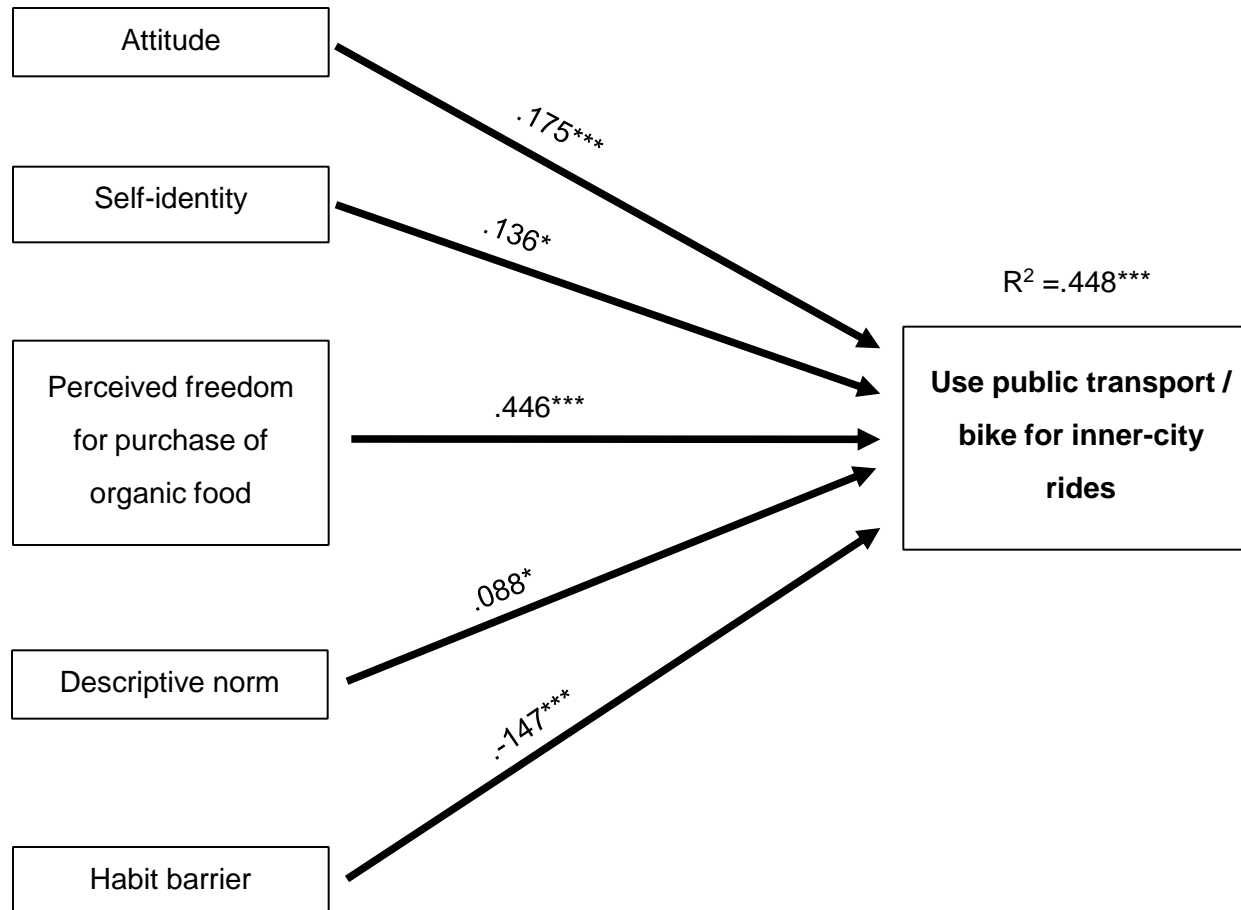 Attitude
.175***
Self-identity
.136*
R² =.448***
Perceived freedom
for purchase of
organic food
.446***
Use public transport /
bike for inner-city
rides
.088*
Descriptive norm
.-147***
Habit barrier